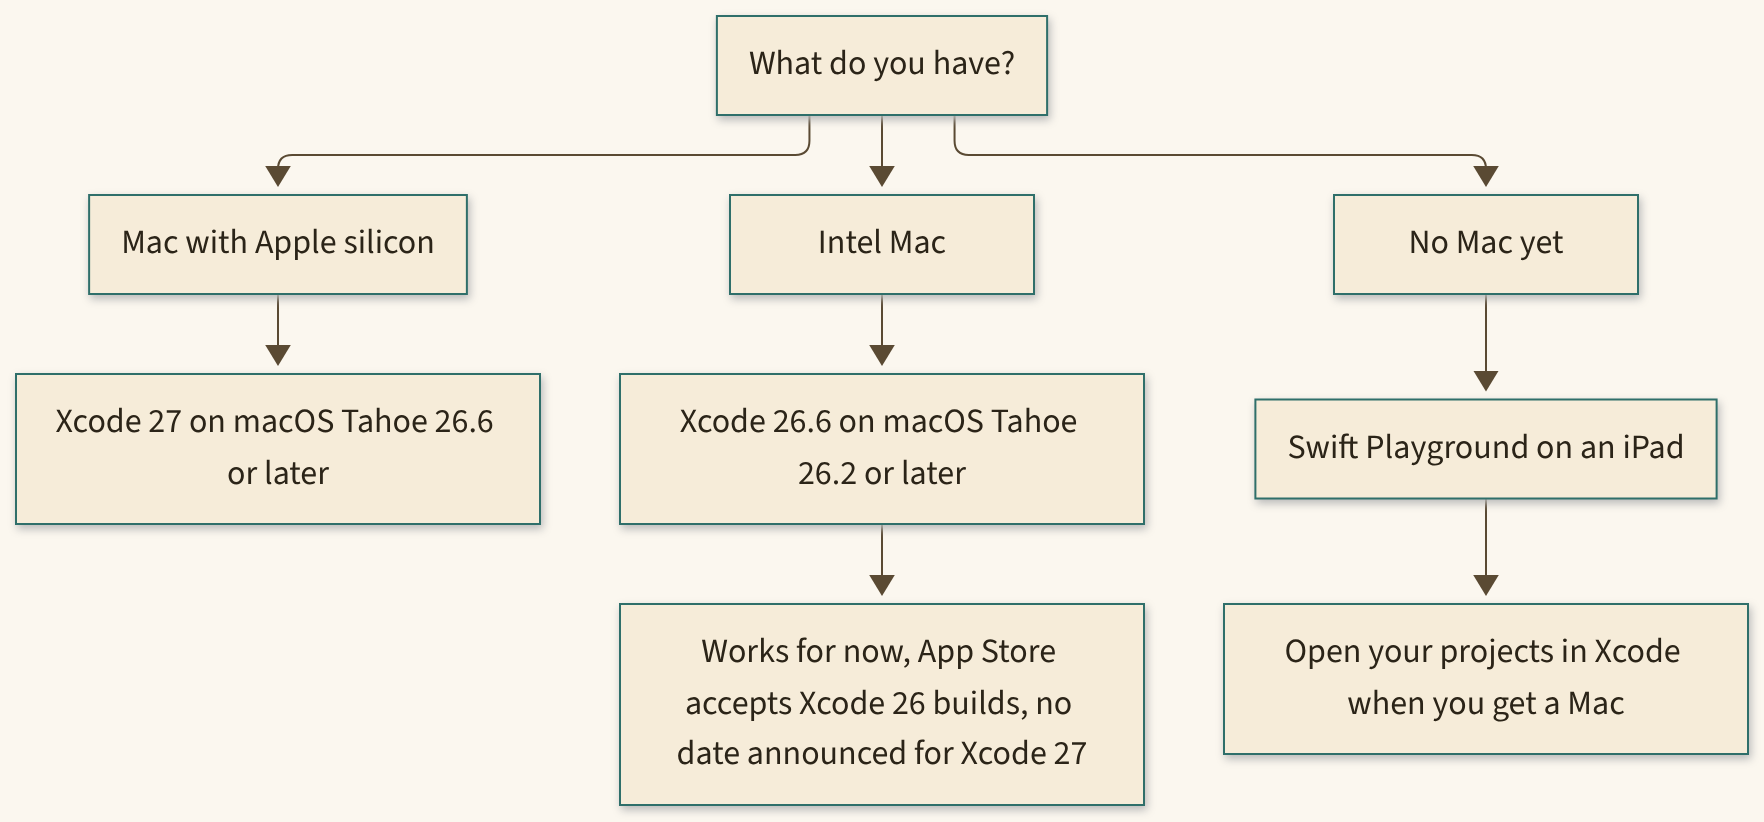 What do you have?
Mac with Apple silicon
Intel Mac
No Mac yet
Xcode 27 on macOS Tahoe 26.6
or later
Xcode 26.6 on macOS Tahoe
26.2 or later
Swift Playground on an iPad
Works for now, App Store
accepts Xcode 26 builds, no
date announced for Xcode 27
Open your projects in Xcode
when you get a Mac